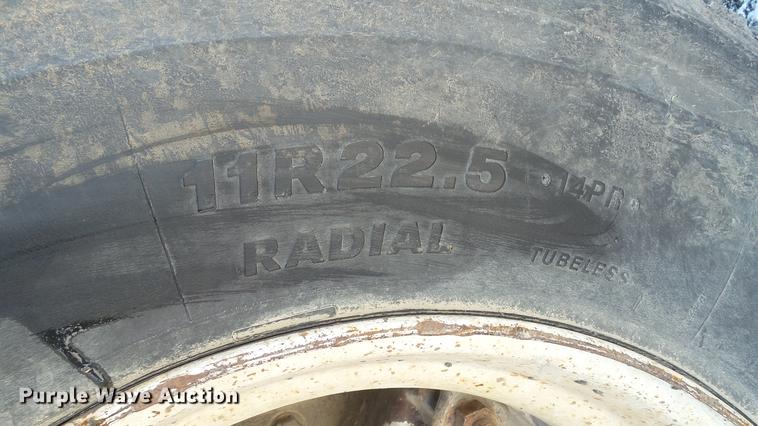 11R22.5
14PR
RADIAL
TUBELESS
Purple Wave Auction